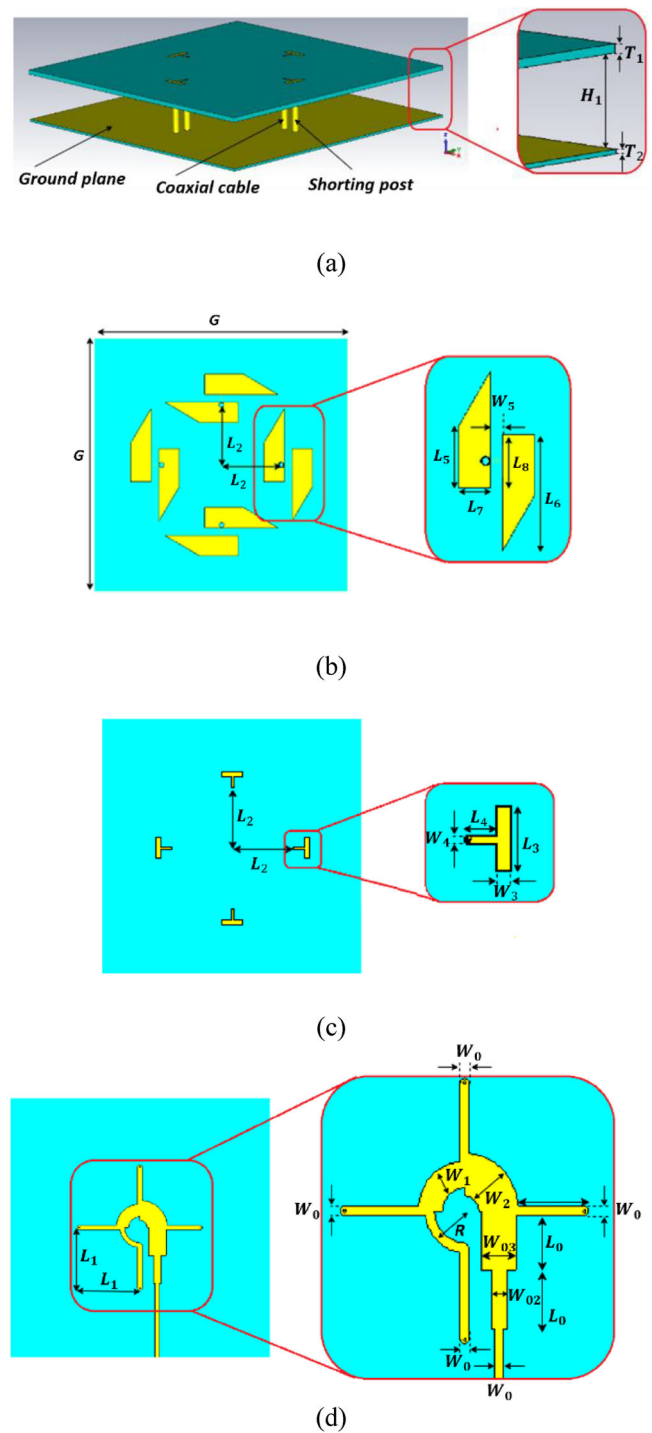 T₁
H₁
T₂
Ground plane
Coaxial cable
Shorting post
z
y
x
(a)
G
G
L₂
L₂
W₅
L₅
L₈
L₆
L₇
(b)
L₂
L₂
L₄
W₄
L₃
W₃
(c)
W₀
W₁
W₂
W₀
W₀
L₁
R
W₀₃
L₀
L₁
W₀₂
L₀
W₀
W₀
(d)